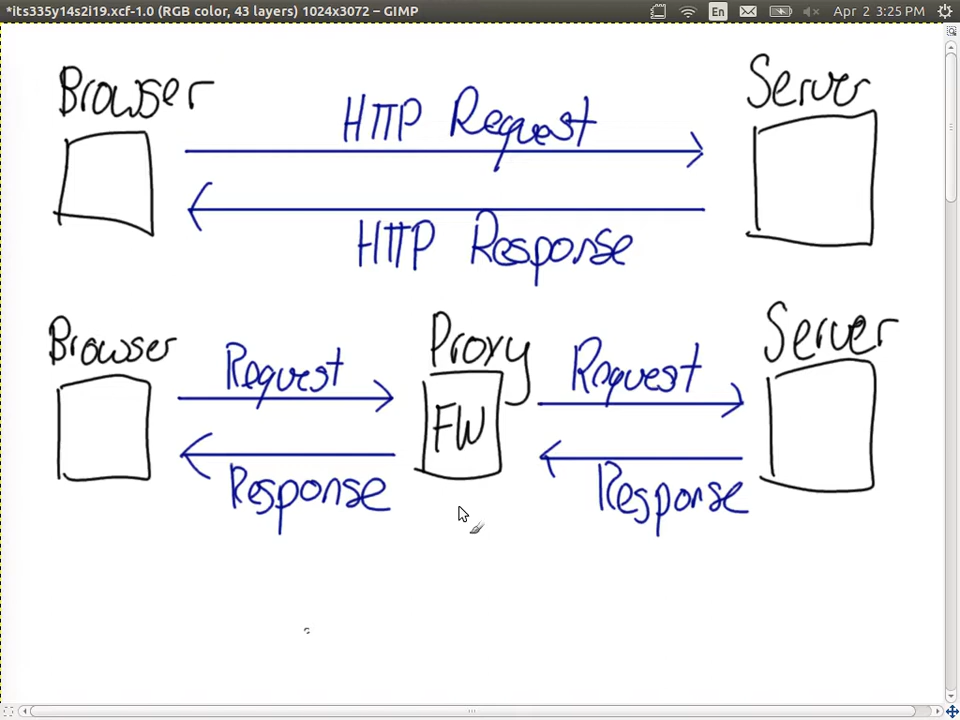 *its335y14s2i19.xcf-1.0 (RGB color, 43 layers) 1024x3072 – GIMP
En
Apr 2 3:25 PM
Browser
HTTP Request
Server
HTTP Response
Browser
Request
Proxy
Request
Server
FW
Response
Response